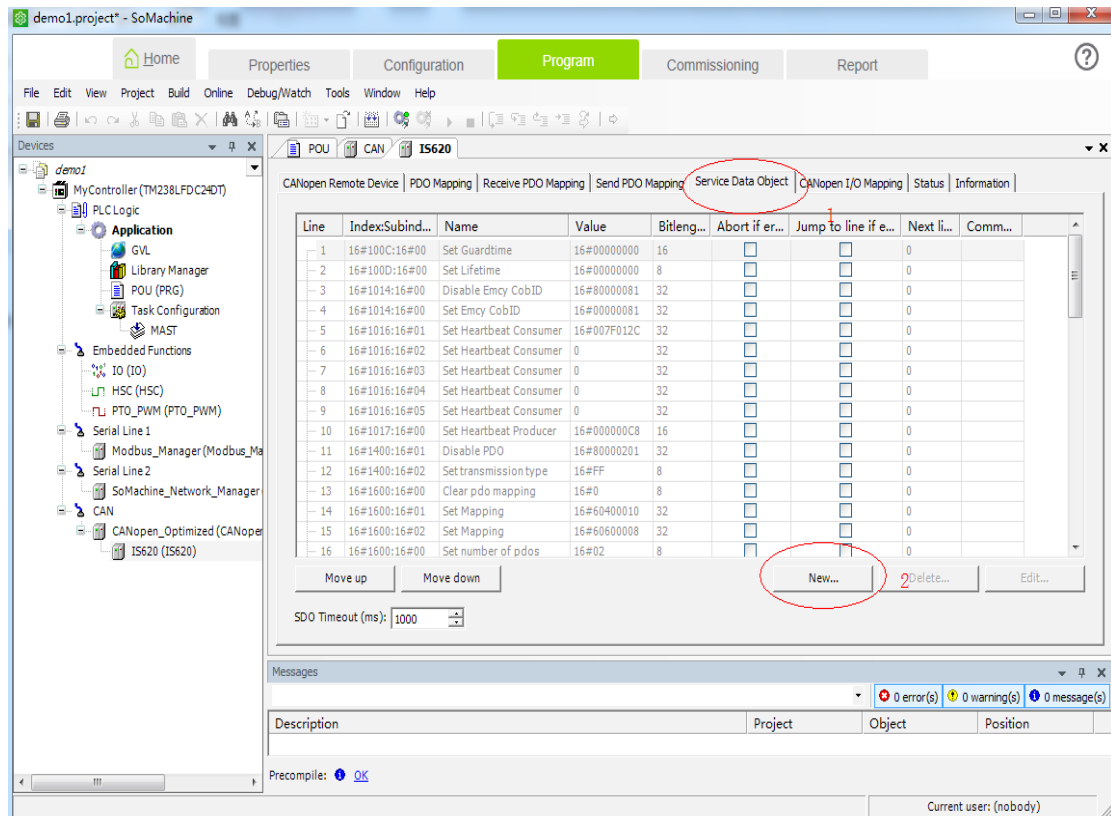 demo1.project* - SoMachine
Home Properties Configuration Program Commissioning Report
File Edit View Project Build Online Debug/Watch Tools Window Help
Devices
demo1
MyController (TM238LFDC24DT)
PLC Logic
Application
GVL
Library Manager
POU (PRG)
Task Configuration
MAST
Embedded Functions
IO (IO)
HSC (HSC)
PTO_PWM (PTO_PWM)
Serial Line 1
Modbus_Manager (Modbus_Ma
Serial Line 2
SoMachine_Network_Manager
CAN
CANopen_Optimized (CANoper
IS620 (IS620)
POU CAN IS620
CANopen Remote Device PDO Mapping Receive PDO Mapping Send PDO Mapping Service Data Object CANopen I/O Mapping Status Information
1
Line Index:Subind... Name Value Bitleng... Abort if er... Jump to line if e... Next li... Comm...
1 16#100C:16#00 Set Guardtime 16#00000000 16 0
2 16#100D:16#00 Set Lifetime 16#00000000 8 0
3 16#1014:16#00 Disable Emcy CobID 16#80000081 32 0
4 16#1014:16#00 Set Emcy CobID 16#00000081 32 0
5 16#1016:16#01 Set Heartbeat Consumer 16#007F012C 32 0
6 16#1016:16#02 Set Heartbeat Consumer 0 32 0
7 16#1016:16#03 Set Heartbeat Consumer 0 32 0
8 16#1016:16#04 Set Heartbeat Consumer 0 32 0
9 16#1016:16#05 Set Heartbeat Consumer 0 32 0
10 16#1017:16#00 Set Heartbeat Producer 16#000000C8 16 0
11 16#1400:16#01 Disable PDO 16#80000201 32 0
12 16#1400:16#02 Set transmission type 16#FF 8 0
13 16#1600:16#00 Clear pdo mapping 16#0 8 0
14 16#1600:16#01 Set Mapping 16#60400010 32 0
15 16#1600:16#02 Set Mapping 16#60600008 32 0
16 16#1600:16#00 Set number of pdos 16#02 8 0
Move up Move down New... 2 Delete... Edit...
SDO Timeout (ms): 1000
Messages
0 error(s) 0 warning(s) 0 message(s)
Description Project Object Position
Precompile: OK
Current user: (nobody)